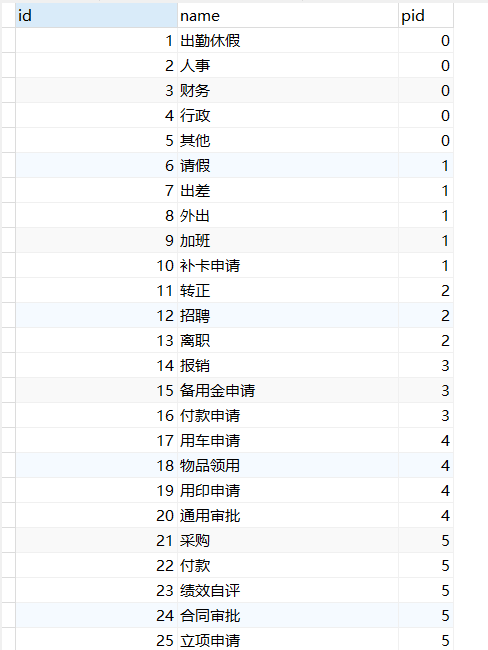 id name pid
1 出勤休假 0
2 人事 0
3 财务 0
4 行政 0
5 其他 0
6 请假 1
7 出差 1
8 外出 1
9 加班 1
10 补卡申请 1
11 转正 2
12 招聘 2
13 离职 2
14 报销 3
15 备用金申请 3
16 付款申请 3
17 用车申请 4
18 物品领用 4
19 用印申请 4
20 通用审批 4
21 采购 5
22 付款 5
23 绩效自评 5
24 合同审批 5
25 立项申请 5